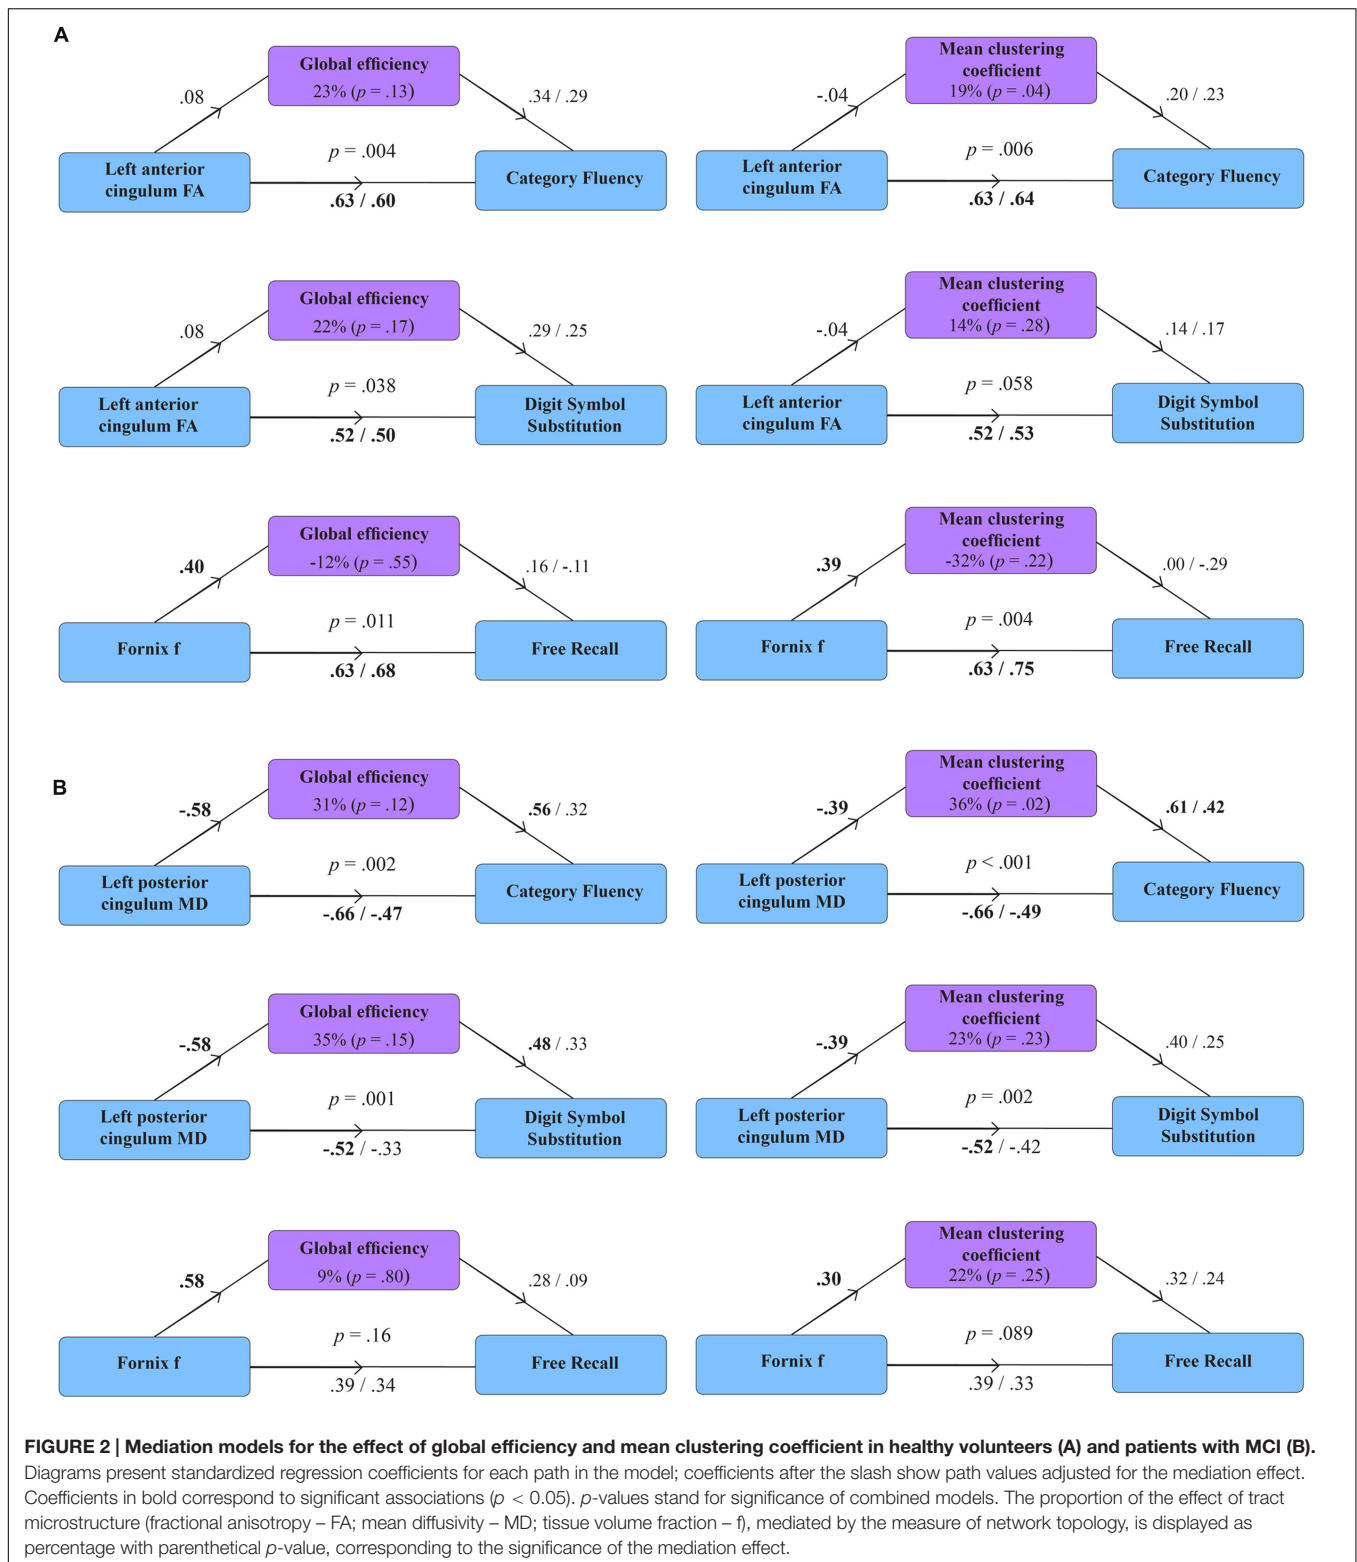 A
Global efficiency
23% (p = .13)
.08
.34 / .29
p = .004
Left anterior
cingulum FA
Category Fluency
.63 / .60
Mean clustering
coefficient
19% (p = .04)
-.04
.20 / .23
p = .006
Left anterior
cingulum FA
Category Fluency
.63 / .64
Global efficiency
22% (p = .17)
.08
.29 / .25
p = .038
Left anterior
cingulum FA
Digit Symbol
Substitution
.52 / .50
Mean clustering
coefficient
14% (p = .28)
-.04
.14 / .17
p = .058
Left anterior
cingulum FA
Digit Symbol
Substitution
.52 / .53
Global efficiency
-12% (p = .55)
.40
.16 / -.11
p = .011
Fornix f
Free Recall
.63 / .68
Mean clustering
coefficient
-32% (p = .22)
.39
.00 / -.29
p = .004
Fornix f
Free Recall
.63 / .75
B
Global efficiency
31% (p = .12)
-.58
.56 / .32
p = .002
Left posterior
cingulum MD
Category Fluency
-.66 / -.47
Mean clustering
coefficient
36% (p = .02)
-.39
.61 / .42
p < .001
Left posterior
cingulum MD
Category Fluency
-.66 / -.49
Global efficiency
35% (p = .15)
-.58
.48 / .33
p = .001
Left posterior
cingulum MD
Digit Symbol
Substitution
-.52 / -.33
Mean clustering
coefficient
23% (p = .23)
-.39
.40 / .25
p = .002
Left posterior
cingulum MD
Digit Symbol
Substitution
-.52 / -.42
Global efficiency
9% (p = .80)
.58
.28 / .09
p = .16
Fornix f
Free Recall
.39 / .34
Mean clustering
coefficient
22% (p = .25)
.30
.32 / .24
p = .089
Fornix f
Free Recall
.39 / .33
FIGURE 2 | Mediation models for the effect of global efficiency and mean clustering coefficient in healthy volunteers (A) and patients with MCI (B).
Diagrams present standardized regression coefficients for each path in the model; coefficients after the slash show path values adjusted for the mediation effect.
Coefficients in bold correspond to significant associations (p < 0.05). p-values stand for significance of combined models. The proportion of the effect of tract
microstructure (fractional anisotropy – FA; mean diffusivity – MD; tissue volume fraction – f), mediated by the measure of network topology, is displayed as
percentage with parenthetical p-value, corresponding to the significance of the mediation effect.